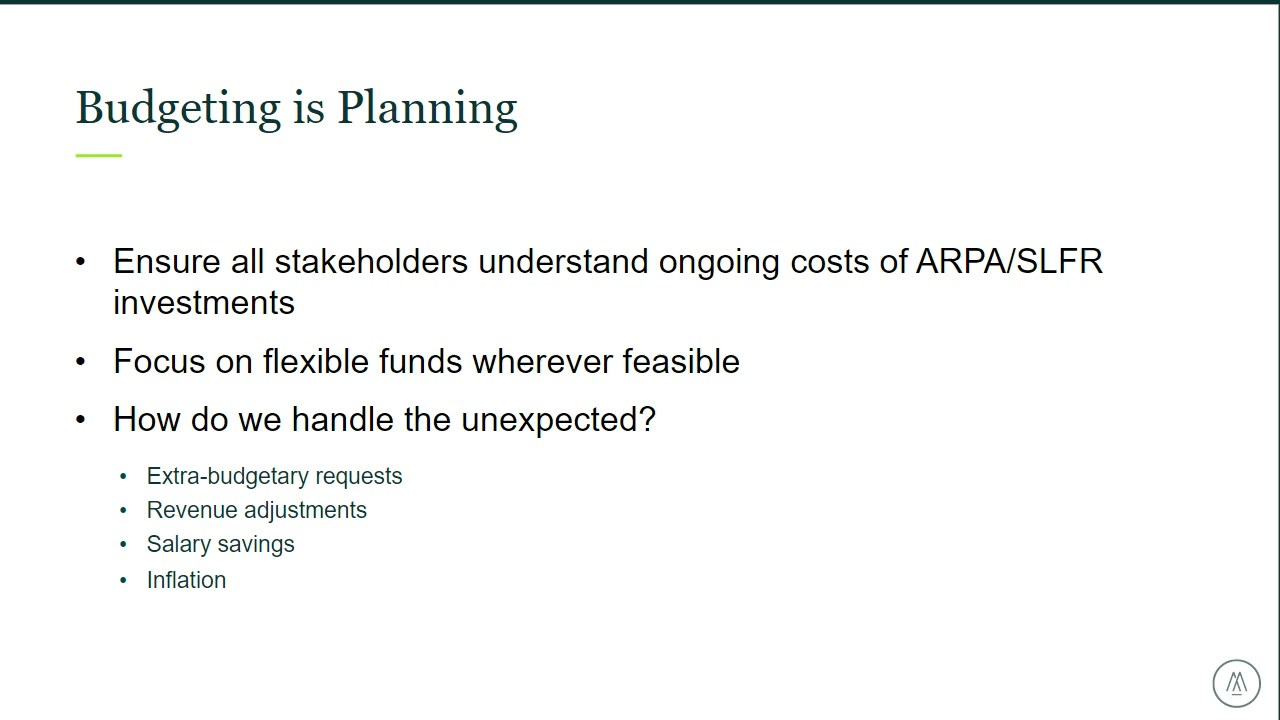 Budgeting is Planning
• Ensure all stakeholders understand ongoing costs of ARPA/SLFR
investments
• Focus on flexible funds wherever feasible
• How do we handle the unexpected?
• Extra-budgetary requests
• Revenue adjustments
• Salary savings
• Inflation